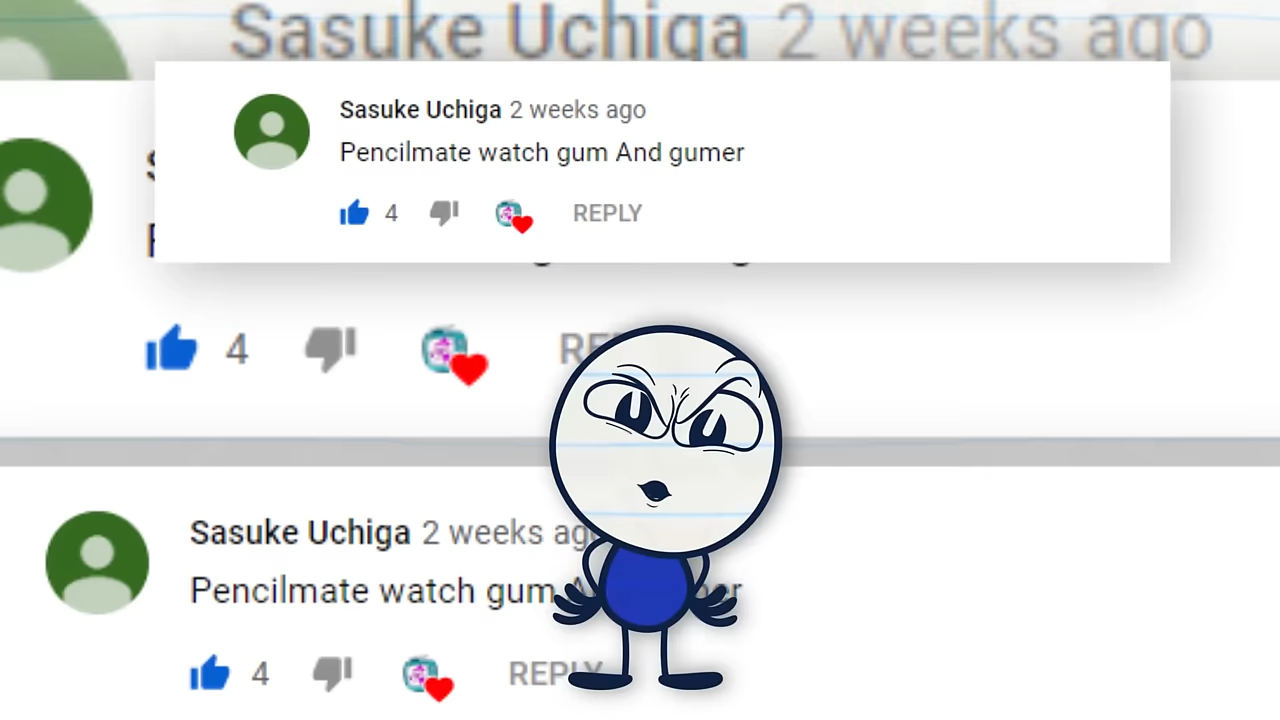 Sasuke Uchiga 2 weeks ago
Sasuke Uchiga 2 weeks ago
Pencilmate watch gum And gumer
4 REPLY
4
Sasuke Uchiga 2 weeks ago
Pencilmate watch gum
4 REPLY